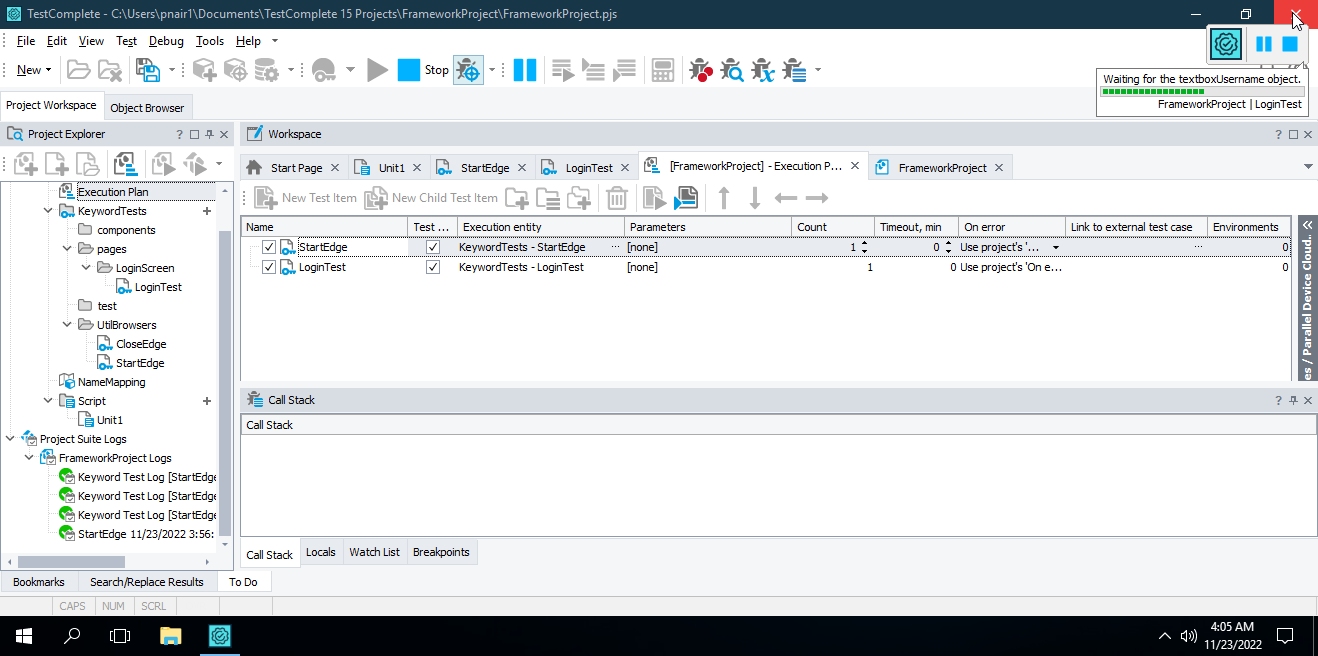 TestComplete - C:\Users\pnair1\Documents\TestComplete 15 Projects\FrameworkProject\FrameworkProject.pjs
File Edit View Test Debug Tools Help
New Stop
Waiting for the textboxUsername object.
FrameworkProject | LoginTest
Project Workspace Object Browser
Project Explorer
Execution Plan
KeywordTests
components
pages
LoginScreen
LoginTest
test
UtilBrowsers
CloseEdge
StartEdge
NameMapping
Script
Unit1
Project Suite Logs
FrameworkProject Logs
Keyword Test Log [StartEdge
Keyword Test Log [StartEdge
Keyword Test Log [StartEdge
StartEdge 11/23/2022 3:56:
Bookmarks Search/Replace Results To Do
Workspace
Start Page Unit1 StartEdge LoginTest [FrameworkProject] - Execution P... FrameworkProject
New Test Item New Child Test Item
Name Test ... Execution entity Parameters Count Timeout, min On error Link to external test case Environments
StartEdge KeywordTests - StartEdge ... [none] 1 0 Use project's '... ... 0
LoginTest KeywordTests - LoginTest [none] 1 0 Use project's 'On e... 0
es / Parallel Device Cloud..
Call Stack
Call Stack
Call Stack Locals Watch List Breakpoints
CAPS NUM SCRL
4:05 AM
11/23/2022